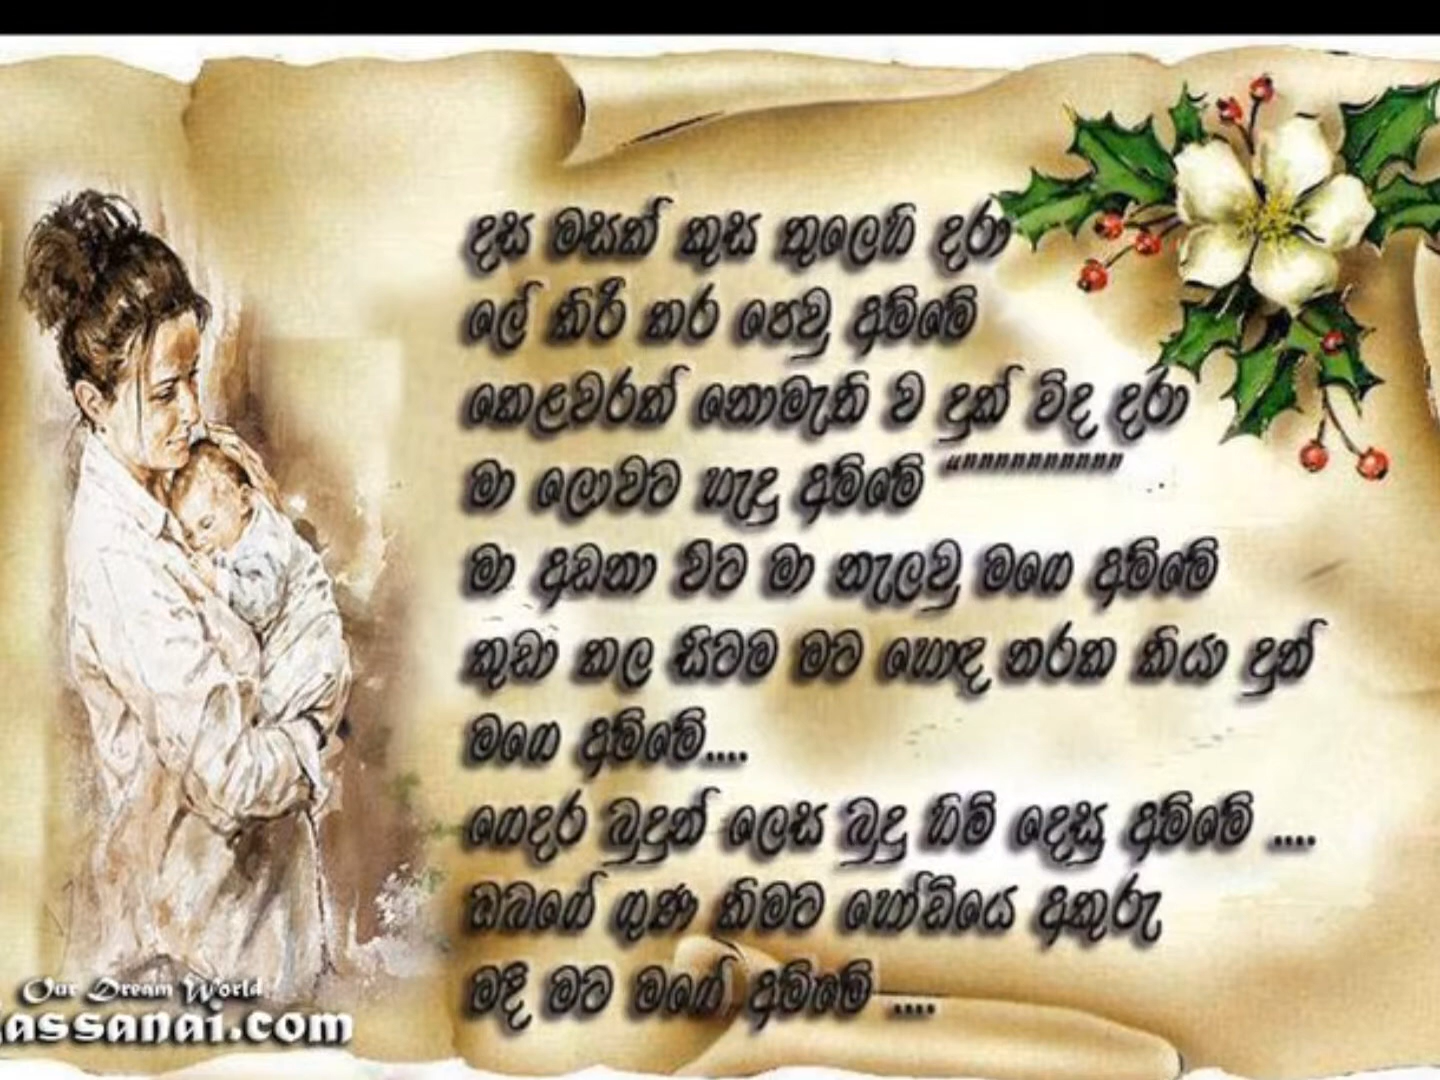 දස මසක් කුස තුලෙහි දරා
ලේ කිරි කර පෙවු අම්මේ
කෙළවරක් නොමැති ව දුක් විද දරා
මා ලොවට හැදු අම්මේ
මා අඩනා විට මා නැලවු මගෙ අම්මේ
කුඩා කල සිටම මට හොඳ නරක කියා දුන්
මගෙ අම්මේ....
ගෙදර බුදුන් ලෙස බුදු හිමි දෙසු අම්මේ ....
ඔබගේ ගුණ කිමට හෝඩියෙ අකුරු
මදි මට මගේ අම්මේ ....
Our Dream World
assanai.com